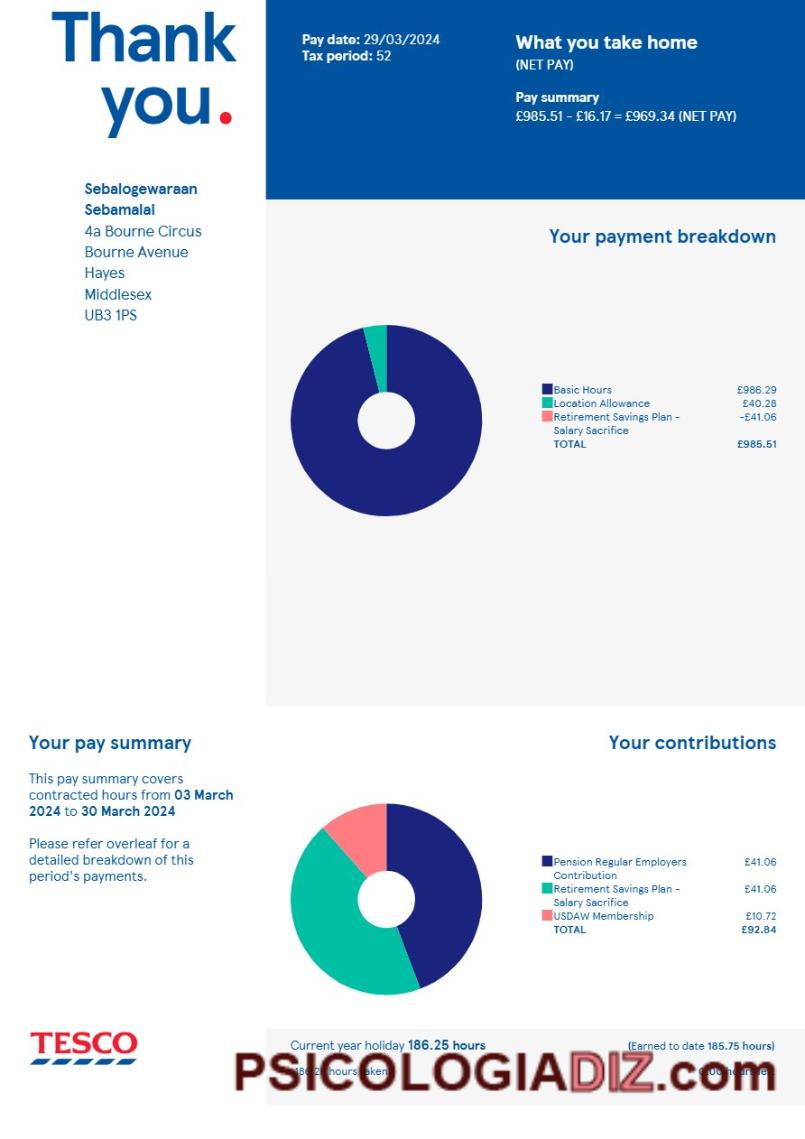 Thank
you.
Pay date: 29/03/2024
Tax period: 52
What you take home
(NET PAY)
Pay summary
£985.51 - £16.17 = £969.34 (NET PAY)
Sebalogewaraan
Sebamalai
4a Bourne Circus
Bourne Avenue
Hayes
Middlesex
UB3 1PS
Your payment breakdown
Basic Hours £986.29
Location Allowance £40.28
Retirement Savings Plan - -£41.06
Salary Sacrifice
TOTAL £985.51
Your pay summary
This pay summary covers
contracted hours from 03 March
2024 to 30 March 2024
Please refer overleaf for a
detailed breakdown of this
period's payments.
Your contributions
Pension Regular Employers £41.06
Contribution
Retirement Savings Plan - £41.06
Salary Sacrifice
USDAW Membership £10.72
TOTAL £92.84
TESCO
Current year holiday 186.25 hours (Earned to date 185.75 hours)
PSICOLOGIADIZ.com